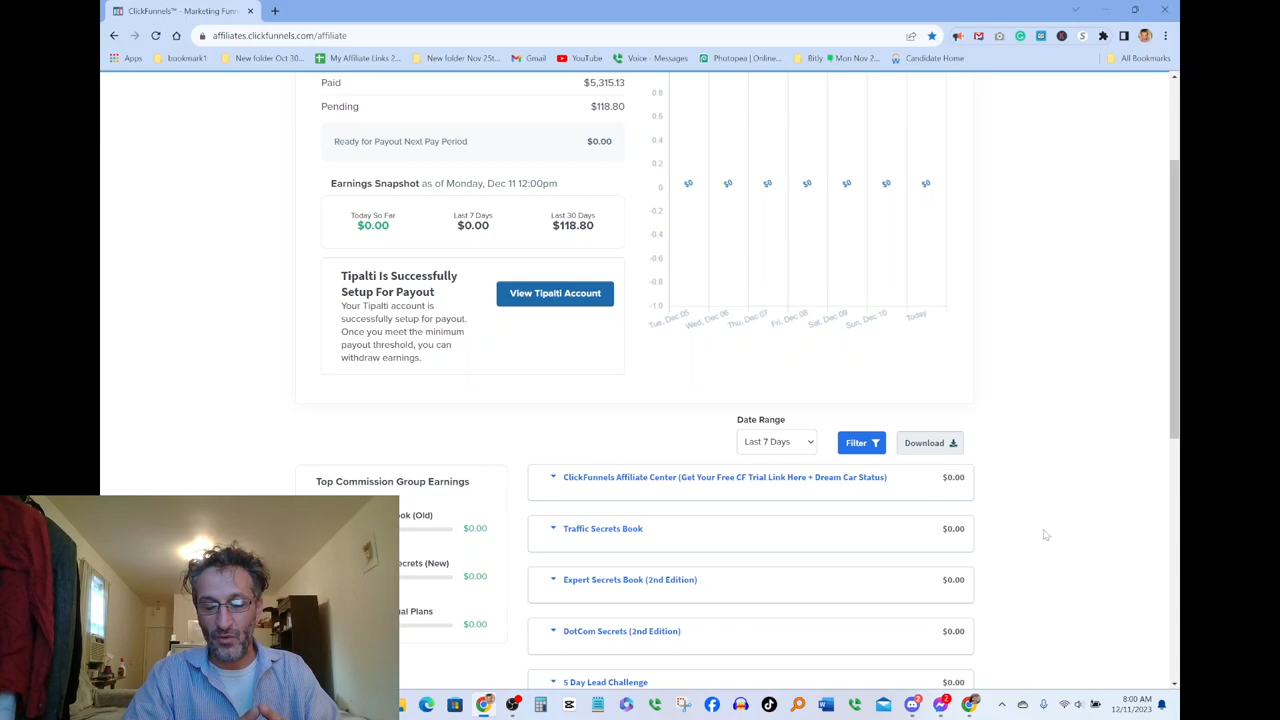 ClickFunnels™ - Marketing Funn
affiliates.clickfunnels.com/affiliate
Apps bookmark1 New folder Oct 30... My Affiliate Links 2... New folder Nov 25t... Gmail YouTube Voice - Messages Photopea | Online... Bitly Mon Nov 2... Candidate Home All Bookmarks
Paid $5,315.13
Pending $118.80
Ready for Payout Next Pay Period $0.00
Earnings Snapshot as of Monday, Dec 11 12:00pm
Today So Far Last 7 Days Last 30 Days
$0.00 $0.00 $118.80
Tipalti Is Successfully
Setup For Payout
Your Tipalti account is
successfully setup for payout.
Once you meet the minimum
payout threshold, you can
withdraw earnings.
View Tipalti Account
0.8
0.6
0.4
0.2
0
-0.2
-0.4
-0.6
-0.8
-1.0
$0 $0 $0 $0 $0 $0 $0
Tue, Dec 05 Wed, Dec 06 Thu, Dec 07 Fri, Dec 08 Sat, Dec 09 Sun, Dec 10 Today
Date Range
Last 7 Days Filter Download
Top Commission Group Earnings
ok (Old)
$0.00
ecrets (New)
$0.00
al Plans
$0.00
ClickFunnels Affiliate Center (Get Your Free CF Trial Link Here + Dream Car Status) $0.00
Traffic Secrets Book $0.00
Expert Secrets Book (2nd Edition) $0.00
DotCom Secrets (2nd Edition) $0.00
5 Day Lead Challenge $0.00
8:00 AM
12/11/2023